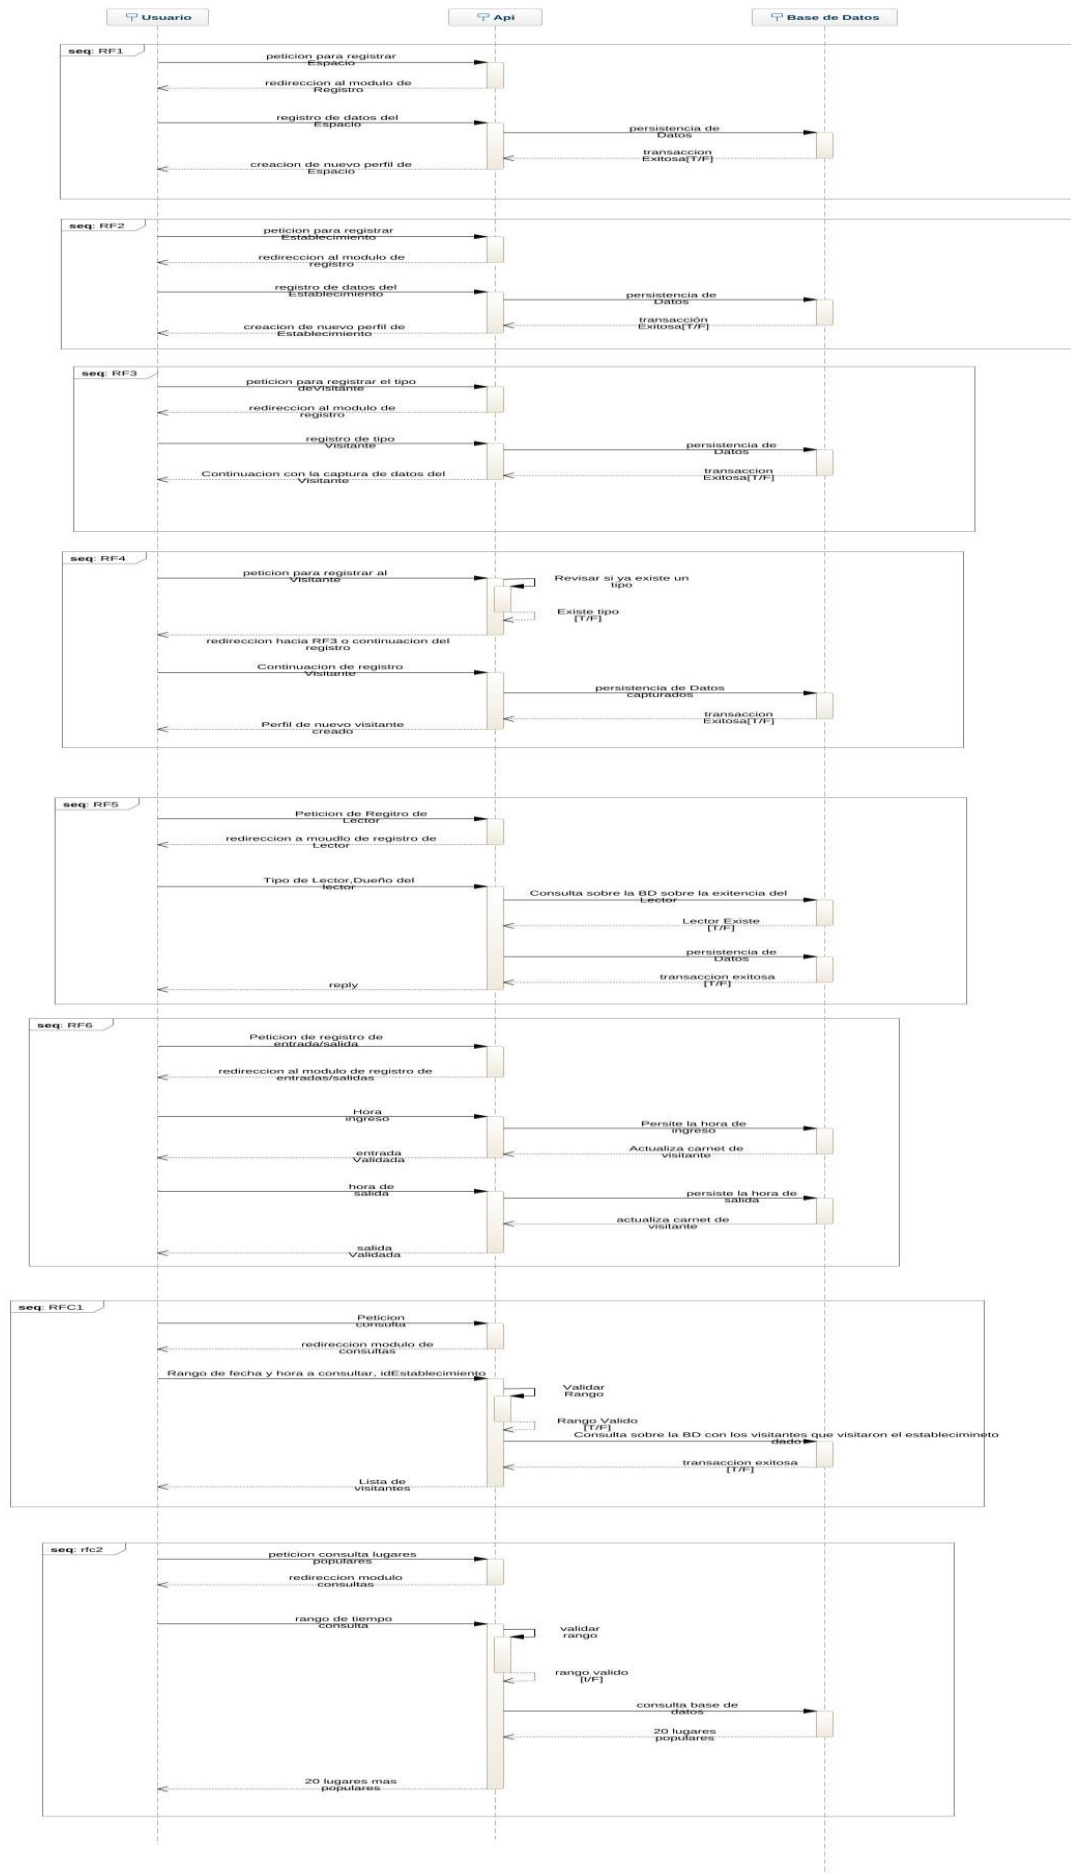 Usuario
Api
Base de Datos
seq: RF1
peticion para registrar
Espacio
redireccion al modulo de
Registro
registro de datos del
Espacio
persistencia de
Datos
transaccion
Exitosa[T/F]
creacion de nuevo perfil de
Espacio
seq: RF2
peticion para registrar
Establecimiento
redireccion al modulo de
registro
registro de datos del
Establecimiento
persistencia de
Datos
transacción
Exitosa[T/F]
creacion de nuevo perfil de
Establecimiento
seq: RF3
peticion para registrar el tipo
deVisitante
redireccion al modulo de
registro
registro de tipo
Visitante
persistencia de
Datos
transaccion
Exitosa[T/F]
Continuacion con la captura de datos del
Visitante
seq: RF4
peticion para registrar al
Visitante
Revisar si ya existe un
tipo
Existe tipo
[T/F]
redireccion hacia RF3 o continuacion del
registro
Continuacion de registro
Visitante
persistencia de Datos
capturados
transaccion
Exitosa[T/F]
Perfil de nuevo visitante
creado
seq: RF5
Peticion de Regitro de
Lector
redireccion a moudlo de registro de
Lector
Tipo de Lector,Dueño del
lector
Consulta sobre la BD sobre la exitencia del
Lector
Lector Existe
[T/F]
persistencia de
Datos
transaccion exitosa
[T/F]
reply
seq: RF6
Peticion de registro de
entrada/salida
redireccion al modulo de registro de
entradas/salidas
Hora
ingreso
Persite la hora de
ingreso
Actualiza carnet de
visitante
entrada
Validada
hora de
salida
persiste la hora de
salida
actualiza carnet de
visitante
salida
Validada
seq: RFC1
Peticion
consulta
redireccion modulo de
consultas
Rango de fecha y hora a consultar, idEstablecimiento
Validar
Rango
Rango Valido
[T/F]
Consulta sobre la BD con los visitantes que visitaron el establecimineto
dado
transaccion exitosa
[T/F]
Lista de
visitantes
seq: rfc2
peticion consulta lugares
populares
redireccion modulo
consultas
rango de tiempo
consulta
validar
rango
rango valido
[t/F]
consulta base de
datos
20 lugares
populares
20 lugares mas
populares